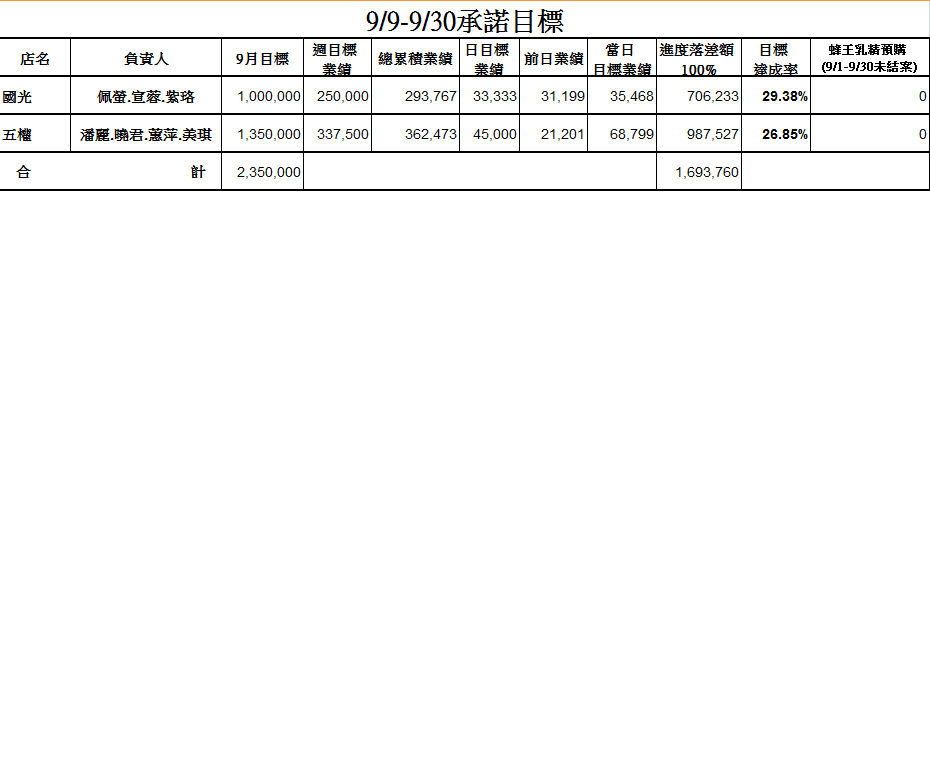 9/9-9/30承諾目標
店名 負責人 9月目標 週目標業績 總累積業績 日目標業績 前日業績 當日目標業績 進度落差額100% 目標達成率 蜂王乳精預購(9/1-9/30未結案)
國光 佩螢.宣蓉.紫珞 1,000,000 250,000 293,767 33,333 31,199 35,468 706,233 29.38% 0
五權 潘麗.曉君.蕙萍.美琪 1,350,000 337,500 362,473 45,000 21,201 68,799 987,527 26.85% 0
合 計 2,350,000 1,693,760